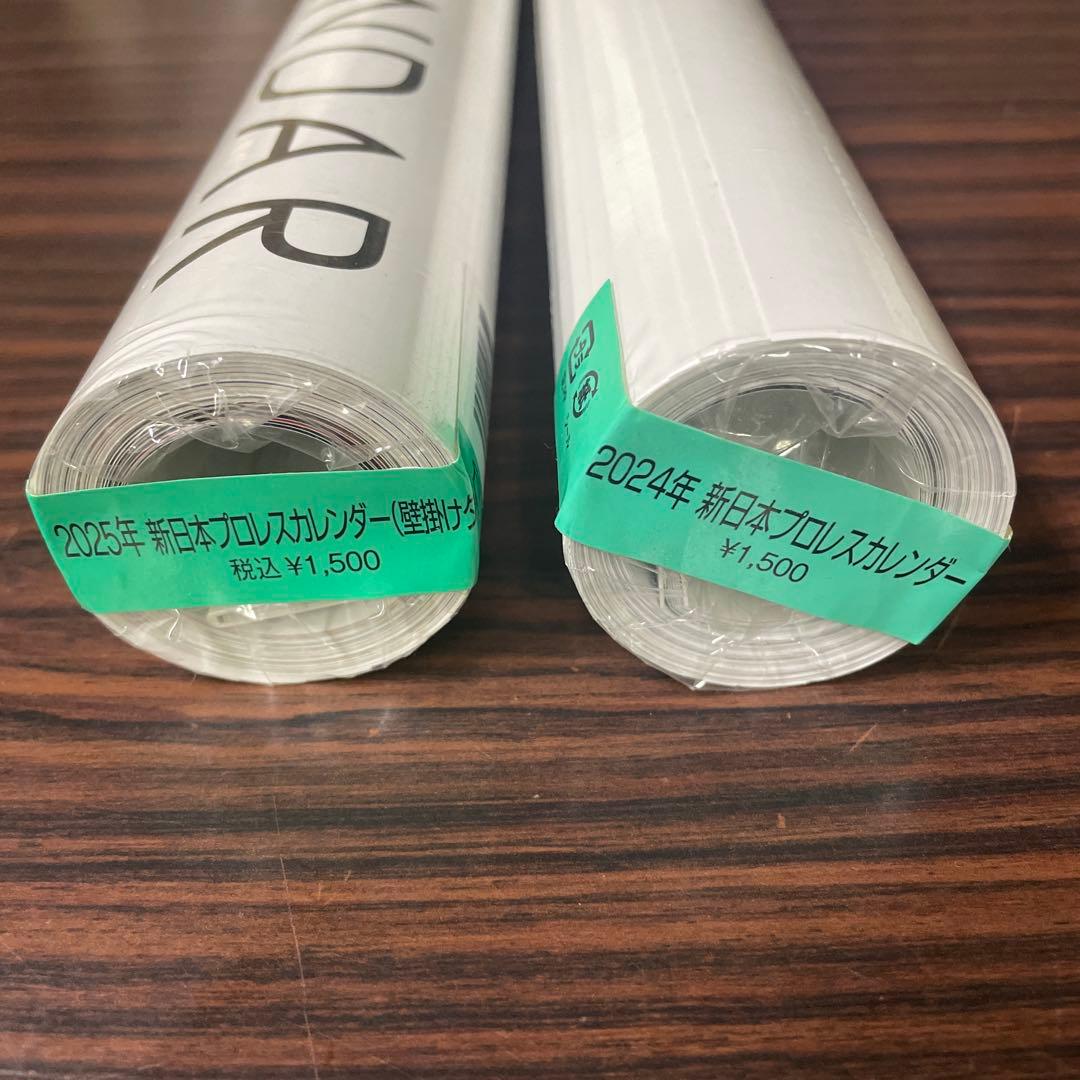 NDAR
2025年 新日本プロレスカレンダー(壁掛けタ
税込 ¥1,500
2024年 新日本プロレスカレンダー
¥1,500